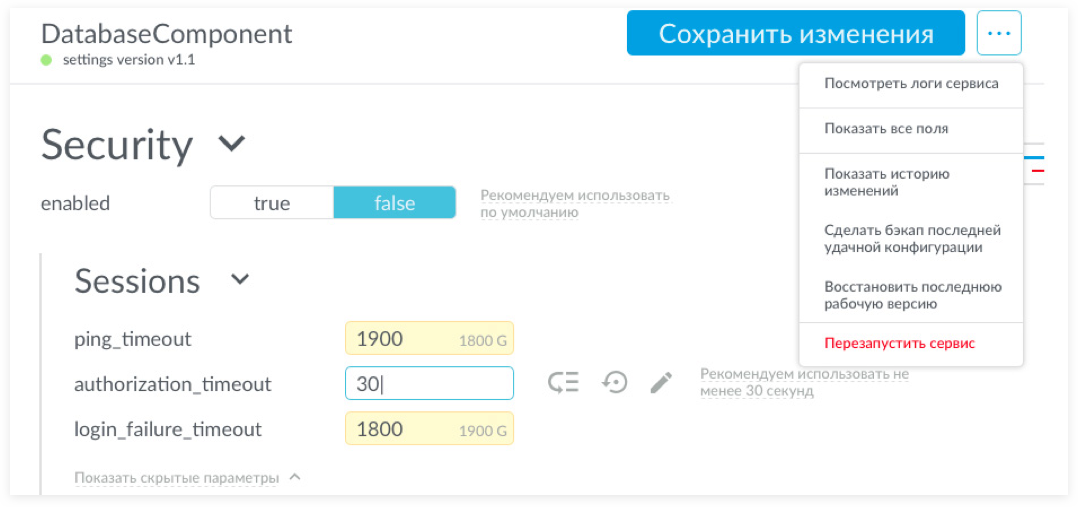 DatabaseComponent
settings version v1.1
Сохранить изменения
...
Посмотреть логи сервиса
Показать все поля
Показать историю
изменений
Сделать бэкап последней
удачной конфигурации
Восстановить последнюю
рабочую версию
Перезапустить сервис
Security
enabled
true
false
Рекомендуем использовать
по умолчанию
Sessions
ping_timeout
1900
1800 G
authorization_timeout
30
Рекомендуем использовать не
менее 30 секунд
login_failure_timeout
1800
1900 G
Показать скрытые параметры